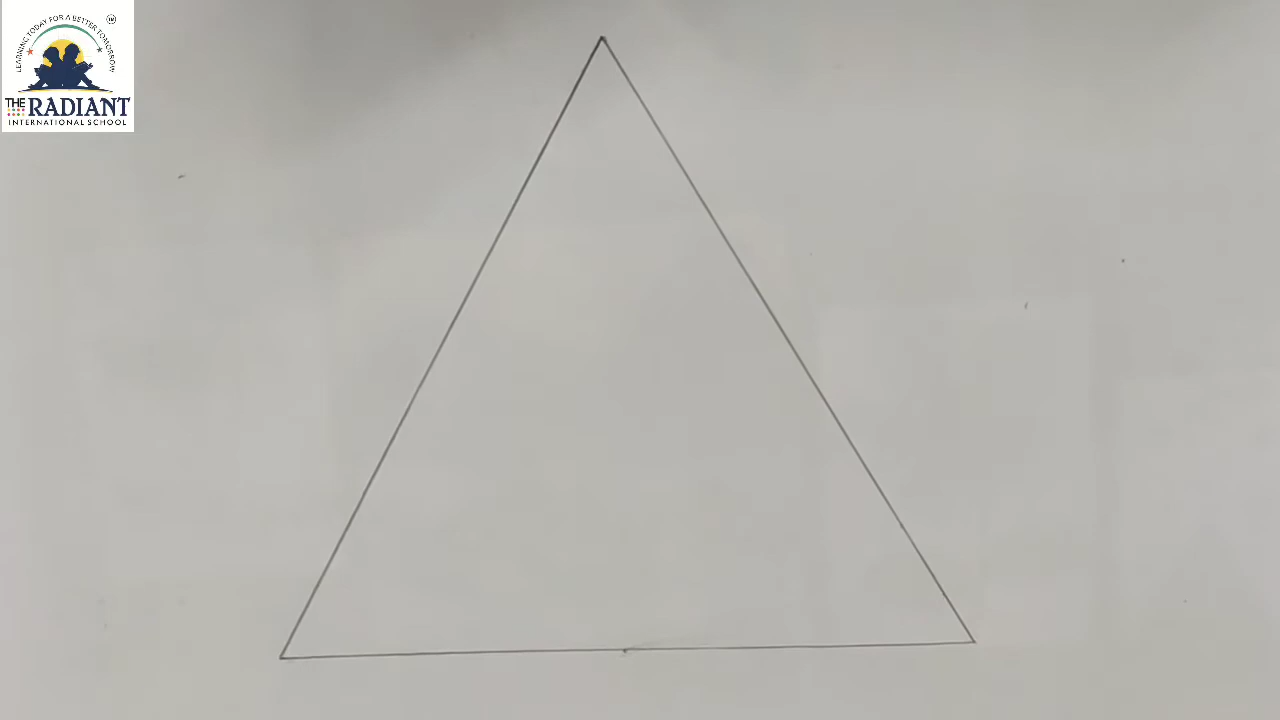 LEARNING TODAY FOR A BETTER TOMORROW
THE RADIANT
INTERNATIONAL SCHOOL